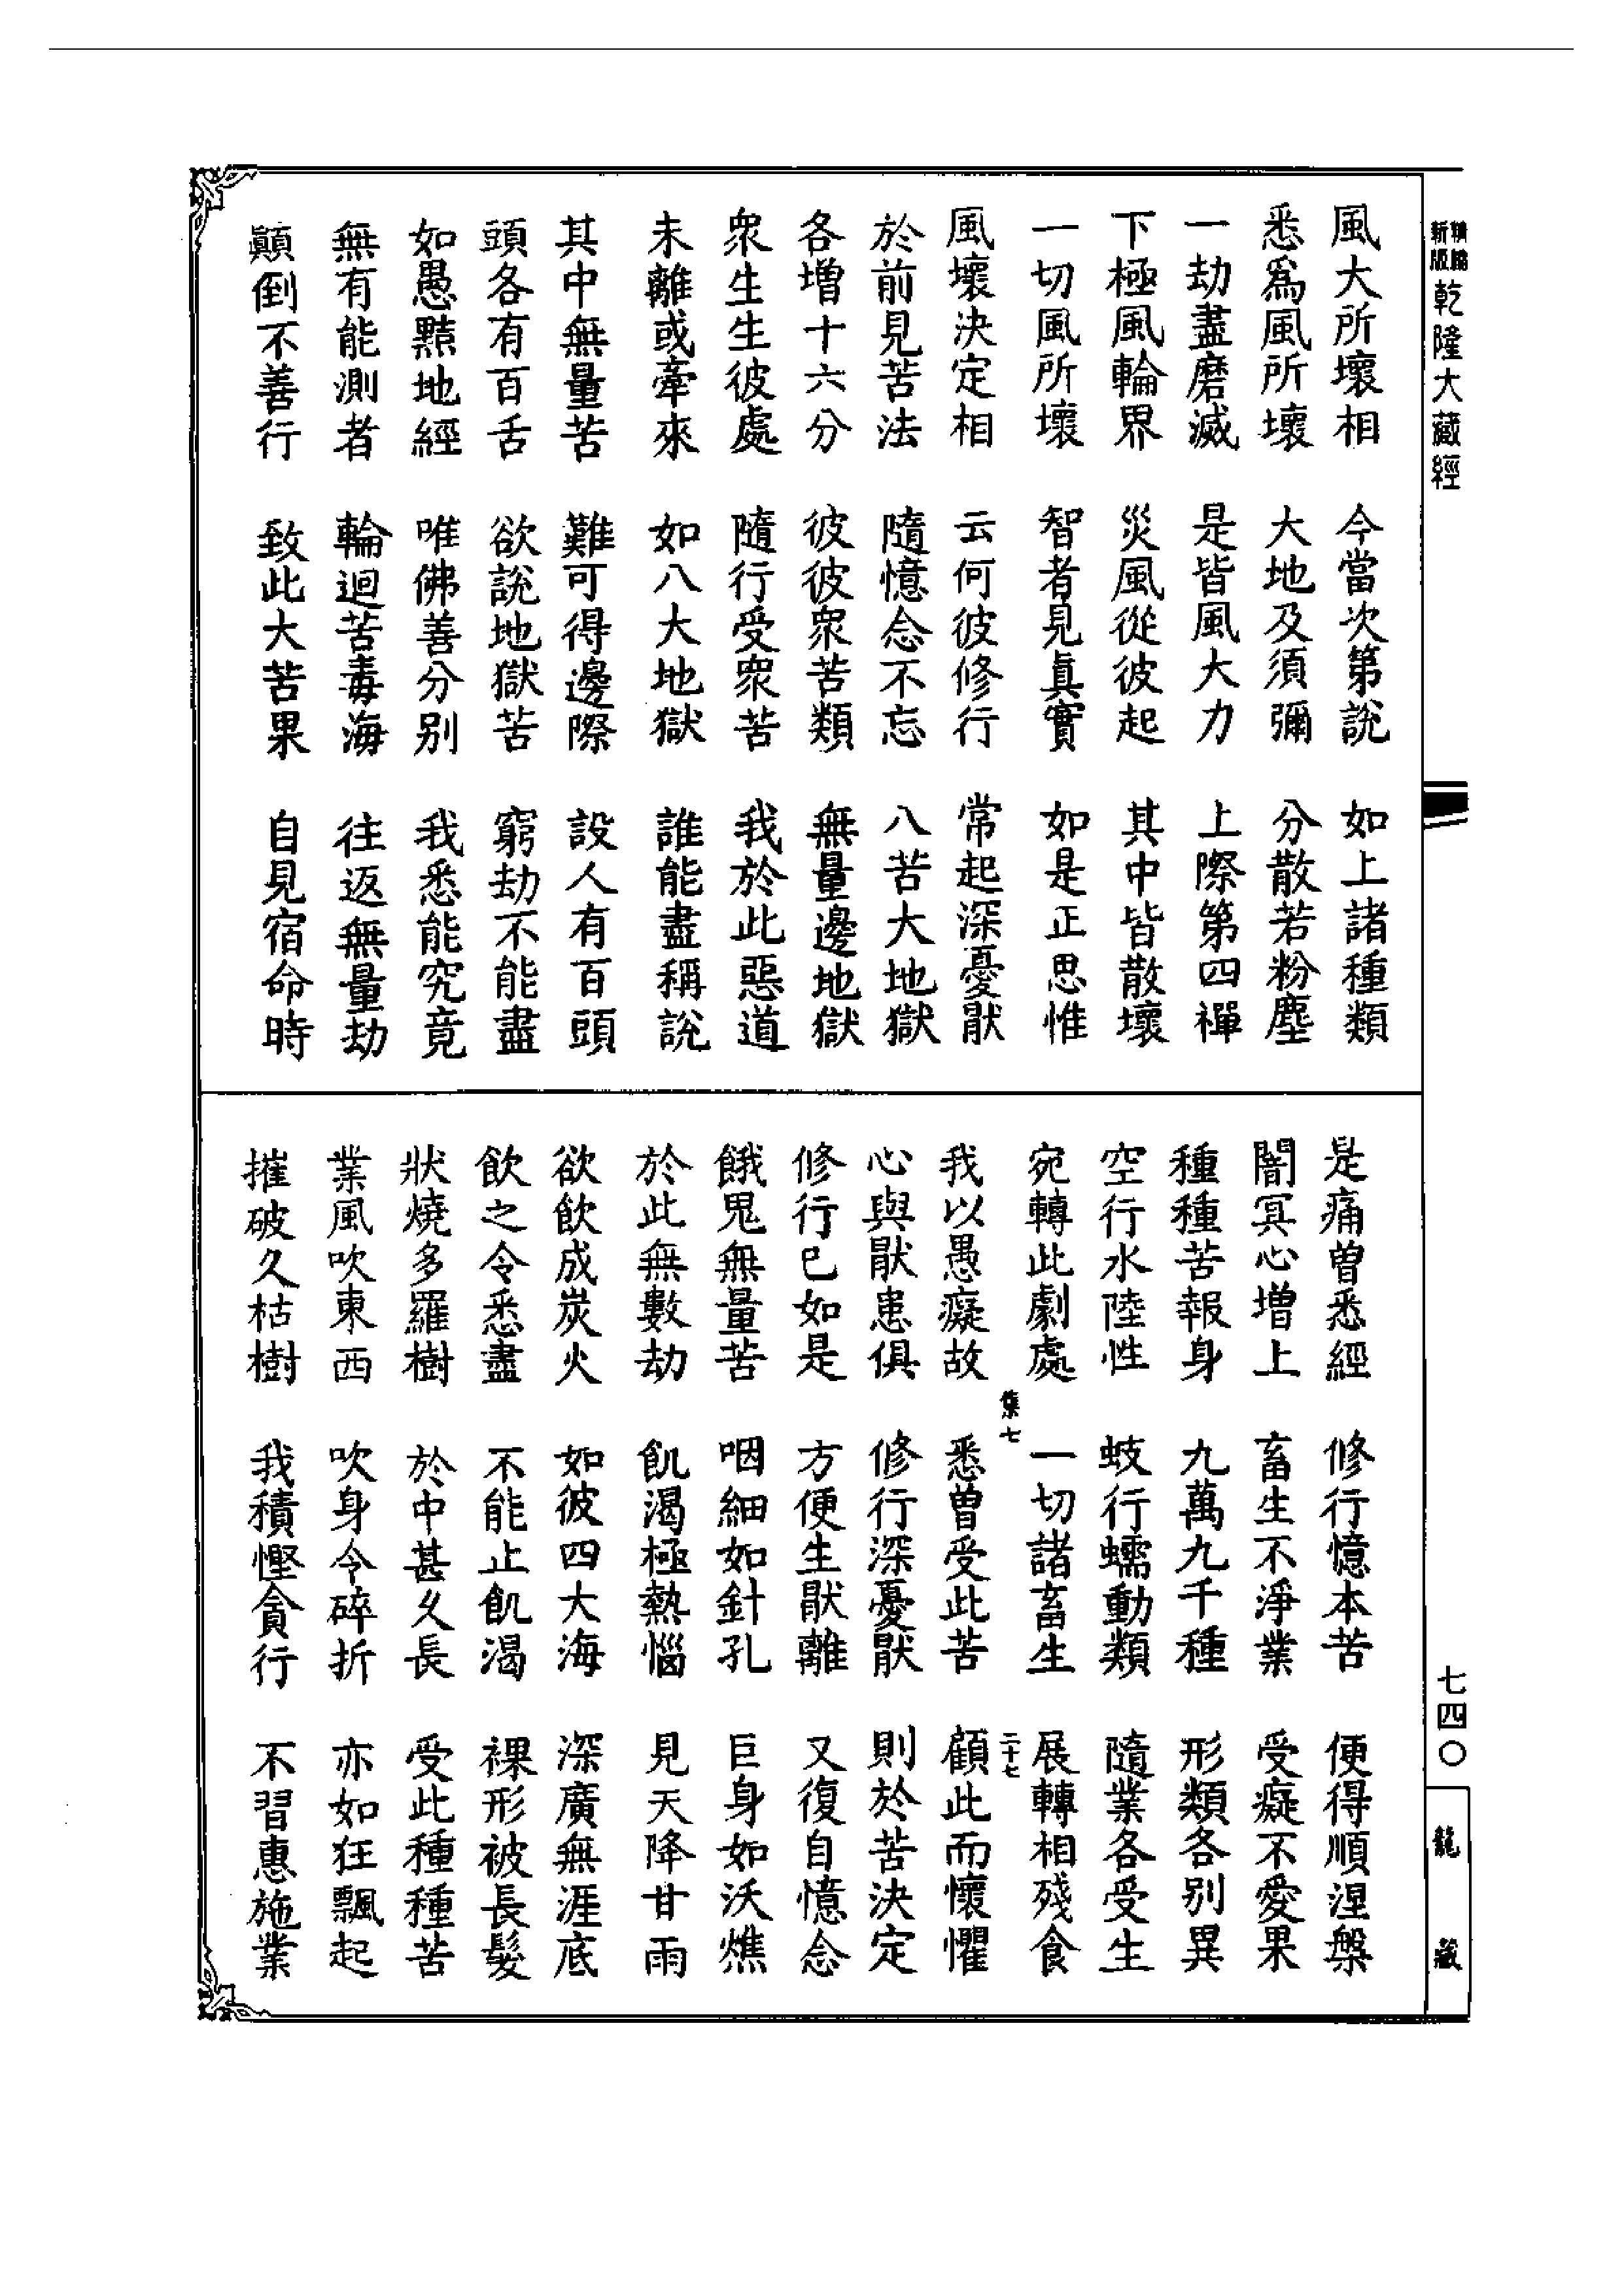 新版
乾隆大藏經
七四〇
龍藏
風大所壞相 今當次第說 如上諸種類
悉為風所壞 大地及須彌 分散若粉塵
一劫盡磨滅 是皆風大力 上際第四禪
下極風輪界 災風從彼起 其中皆散壞
一切風所壞 智者見真實 如是正思惟
風壞決定相 云何彼修行 常起深憂厭
於前見苦法 隨憶念不忘 八苦大地獄
各增十六分 彼彼眾苦類 無量邊地獄
眾生生彼處 隨行受眾苦 我於此惡道
未離或牽來 如八大地獄 誰能盡稱說
其中無量苦 難可得邊際 設人有百頭
頭各有百舌 欲說地獄苦 窮劫不能盡
如愚黠地經 唯佛善分別 我悉能究竟
無有能測者 輪迴苦毒海 往返無量劫
顛倒不善行 致此大苦果 自見宿命時
是痛曾悉經 修行憶本苦 便得順涅槃
闇冥心增上 畜生不淨業 受癡不愛果
種種苦報身 九萬九千種 形類各別異
空行水陸性 蚑行蠕動類 隨業各受生
宛轉此劇處 一切諸畜生 展轉相殘食
集七 二十七
我以愚癡故 悉曾受此苦 顧此而懷懼
心與厭患俱 修行深憂厭 則於苦決定
修行已如是 方便生厭離 又復自憶念
餓鬼無量苦 咽細如針孔 巨身如沃燋
於此無數劫 飢渴極熱惱 見天降甘雨
欲飲成炭火 如彼四大海 深廣無涯底
飲之令悉盡 不能止飢渴 裸形被長髮
狀燒多羅樹 於中甚久長 受此種種苦
業風吹東西 吹身令碎折 亦如狂飄起
摧破久枯樹 我積慳貪行 不習惠施業